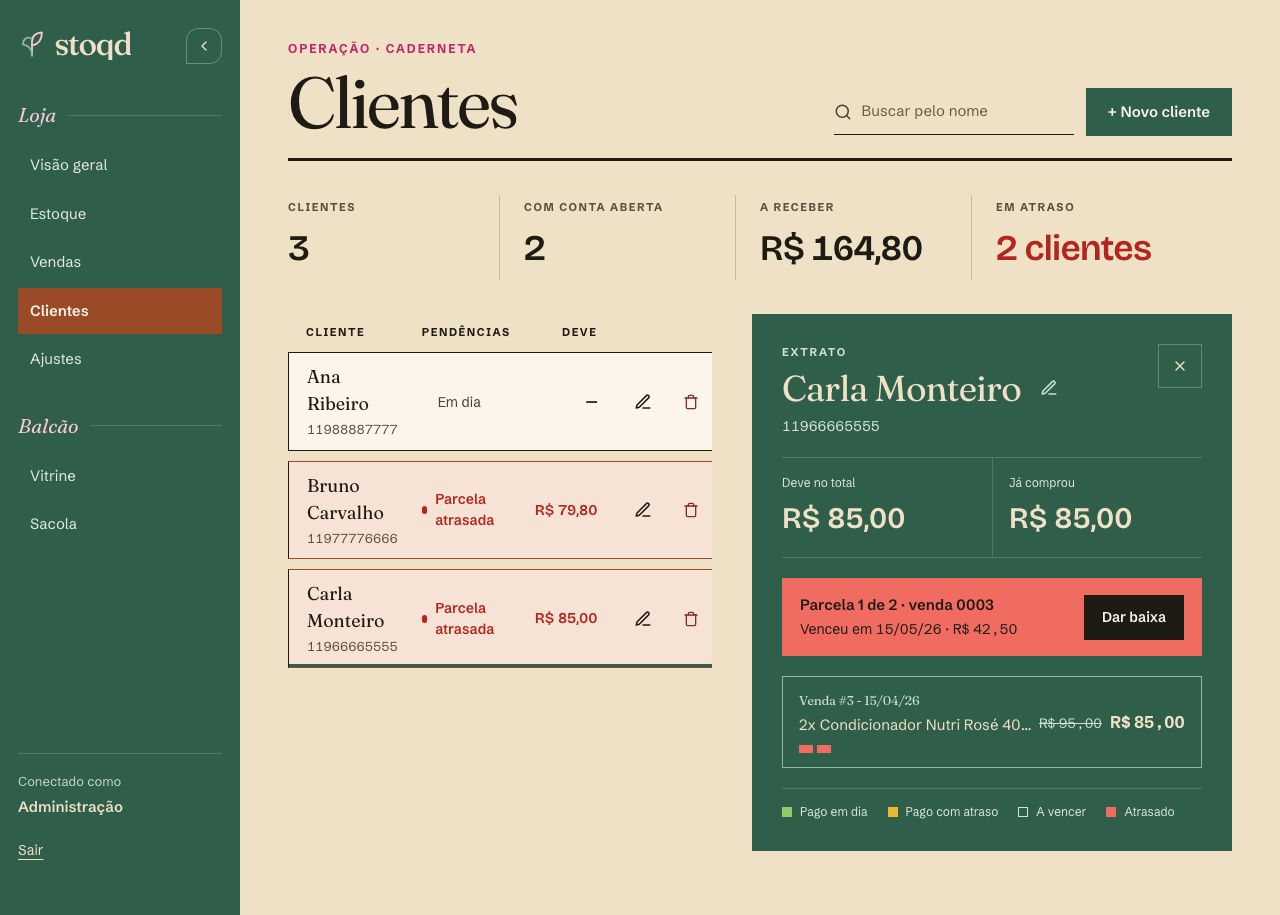 stoqd
Loja
Visão geral
Estoque
Vendas
Clientes
Ajustes
Balcão
Vitrine
Sacola
Conectado como
Administração
Sair
OPERAÇÃO · CADERNETA
Clientes
Buscar pelo nome
+ Novo cliente
CLIENTES
3
COM CONTA ABERTA
2
A RECEBER
R$ 164,80
EM ATRASO
2 clientes
CLIENTE PENDÊNCIAS DEVE
Ana
Ribeiro
11988887777
Em dia
—
Bruno
Carvalho
11977776666
Parcela
atrasada
R$ 79,80
Carla
Monteiro
11966665555
Parcela
atrasada
R$ 85,00
EXTRATO
Carla Monteiro
11966665555
Deve no total
R$ 85,00
Já comprou
R$ 85,00
Parcela 1 de 2 · venda 0003
Venceu em 15/05/26 · R$ 42,50
Dar baixa
Venda #3 - 15/04/26
2x Condicionador Nutri Rosé 40... R$ 95,00 R$ 85,00
Pago em dia Pago com atraso A vencer Atrasado